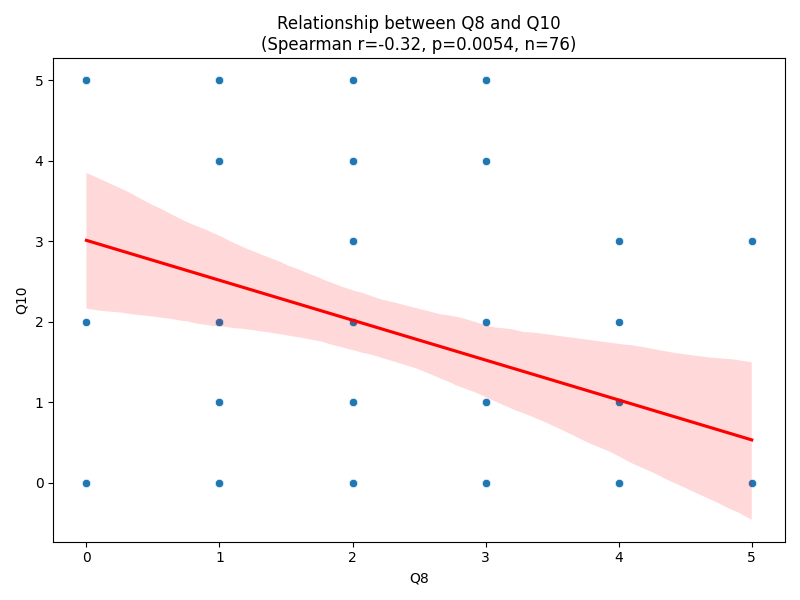 Relationship between Q8 and Q10
(Spearman r=-0.32, p=0.0054, n=76)
5
4
3
2
1
0
Q10
0 1 2 3 4 5
Q8